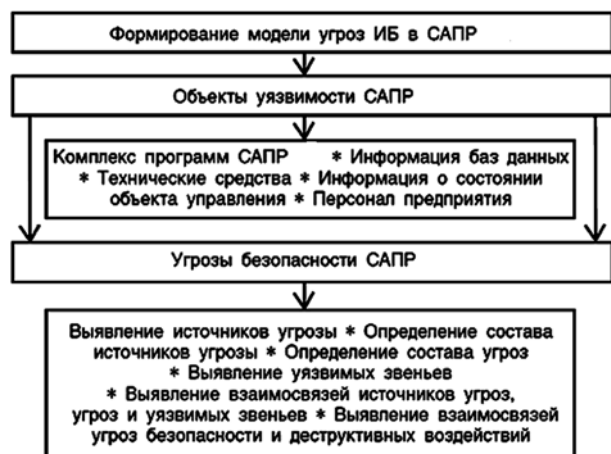 Формирование модели угроз ИБ в САПР
Объекты уязвимости САПР
Комплекс программ САПР * Информация баз данных
* Технические средства * Информация о состоянии
объекта управления * Персонал предприятия
Угрозы безопасности САПР
Выявление источников угрозы * Определение состава
источников угрозы * Определение состава угроз
* Выявление уязвимых звеньев
* Выявление взаимосвязей источников угроз,
угроз и уязвимых звеньев * Выявление взаимосвязей
угроз безопасности и деструктивных воздействий